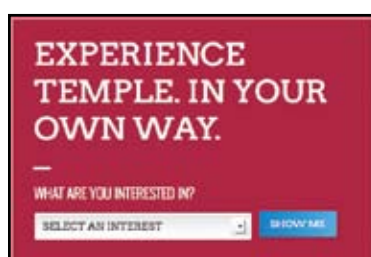 EXPERIENCE
TEMPLE. IN YOUR
OWN WAY.
WHAT ARE YOU INTERESTED IN?
SELECT AN INTEREST
SHOW ME